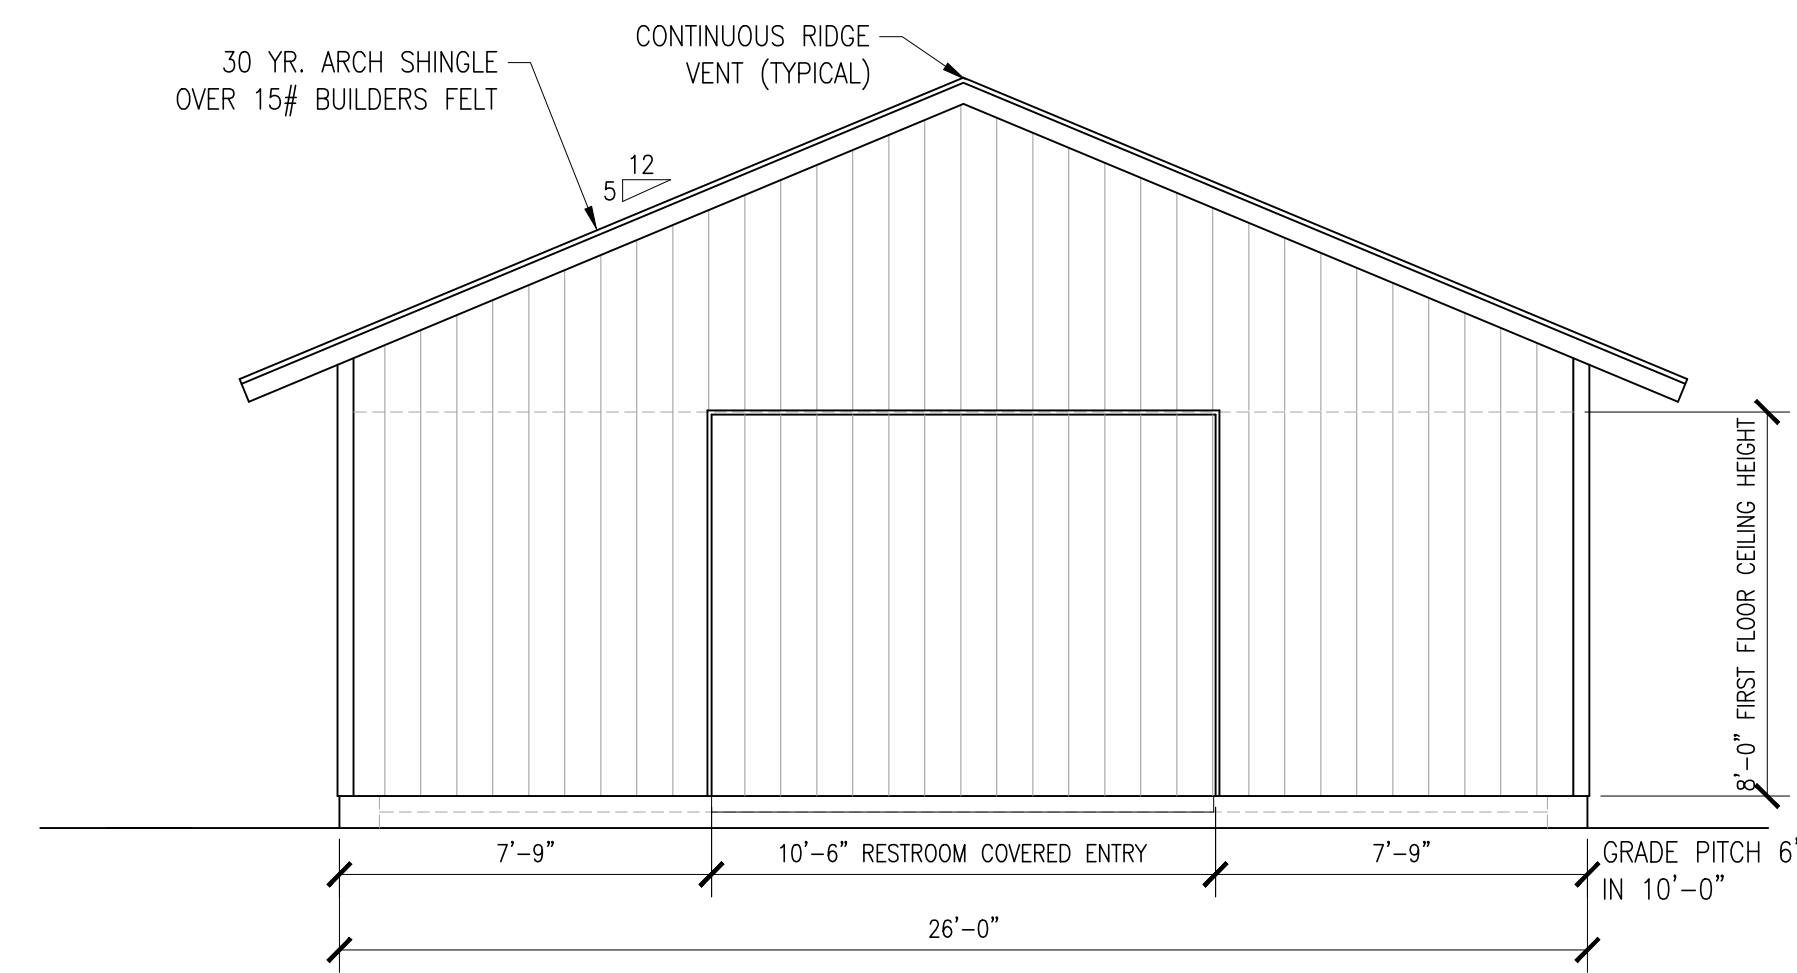 CONTINUOUS RIDGE
VENT (TYPICAL)
30 YR. ARCH SHINGLE
OVER 15# BUILDERS FELT
12
5
8'-0" FIRST FLOOR CEILING HEIGHT
7'-9"
10'-6" RESTROOM COVERED ENTRY
7'-9"
GRADE PITCH 6'
IN 10'-0"
26'-0"